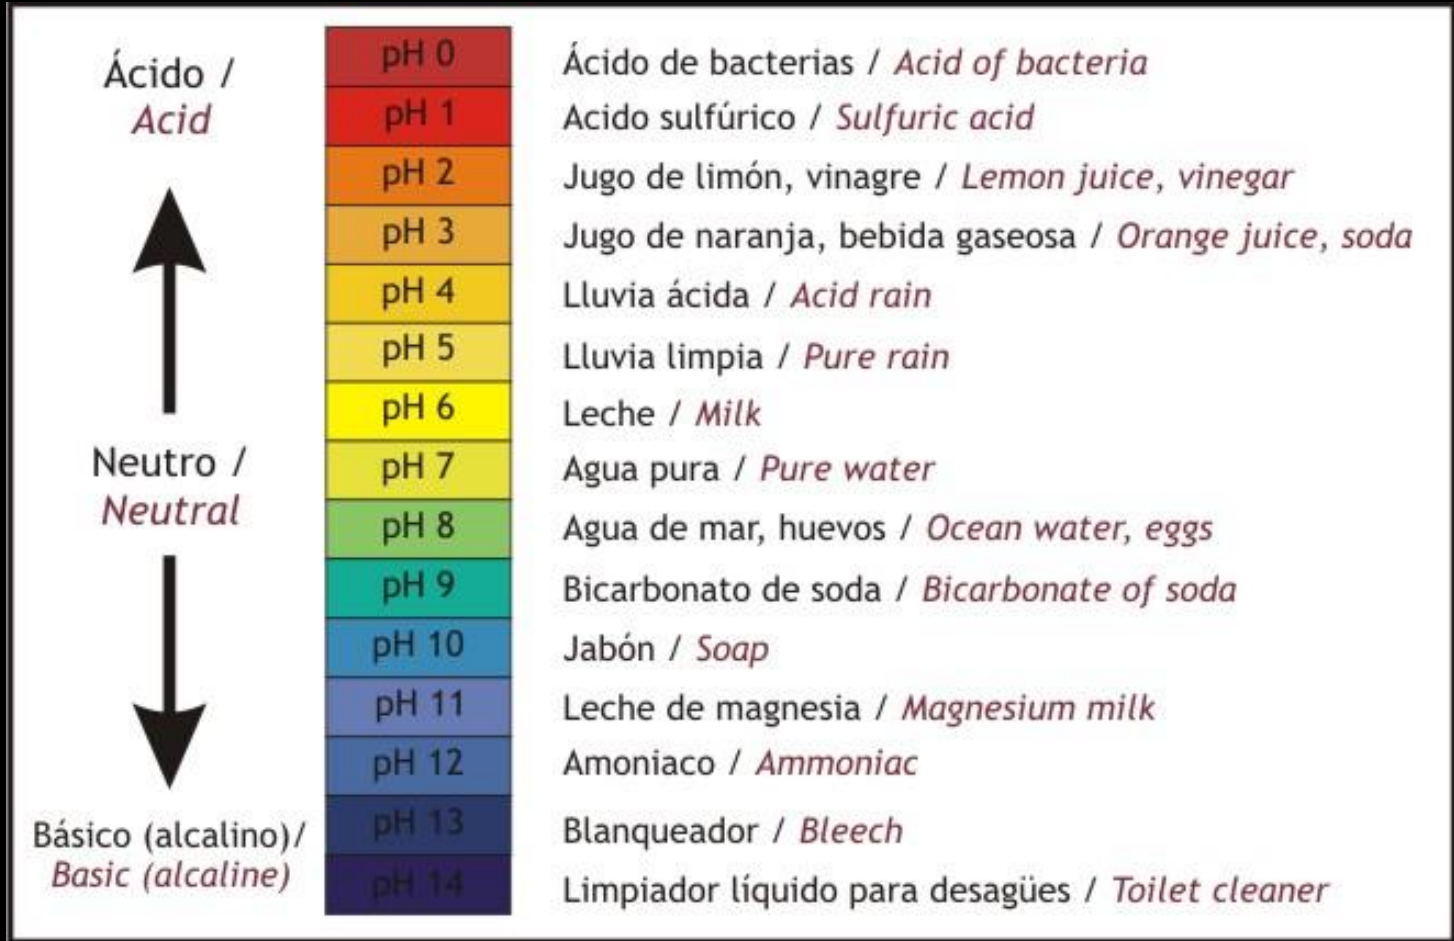 Ácido /
Acid
Neutro /
Neutral
Básico (alcalino)/
Basic (alcaline)
pH 0 Ácido de bacterias / Acid of bacteria
pH 1 Acido sulfúrico / Sulfuric acid
pH 2 Jugo de limón, vinagre / Lemon juice, vinegar
pH 3 Jugo de naranja, bebida gaseosa / Orange juice, soda
pH 4 Lluvia ácida / Acid rain
pH 5 Lluvia limpia / Pure rain
pH 6 Leche / Milk
pH 7 Agua pura / Pure water
pH 8 Agua de mar, huevos / Ocean water, eggs
pH 9 Bicarbonato de soda / Bicarbonate of soda
pH 10 Jabón / Soap
pH 11 Leche de magnesia / Magnesium milk
pH 12 Amoniaco / Ammoniac
pH 13 Blanqueador / Bleech
pH 14 Limpiador líquido para desagües / Toilet cleaner